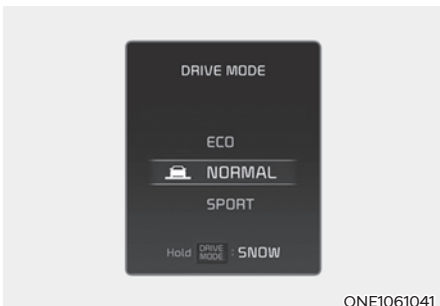 DRIVE MODE
ECO
NORMAL
SPORT
Hold DRIVE MODE : SNOW
ONE1061041